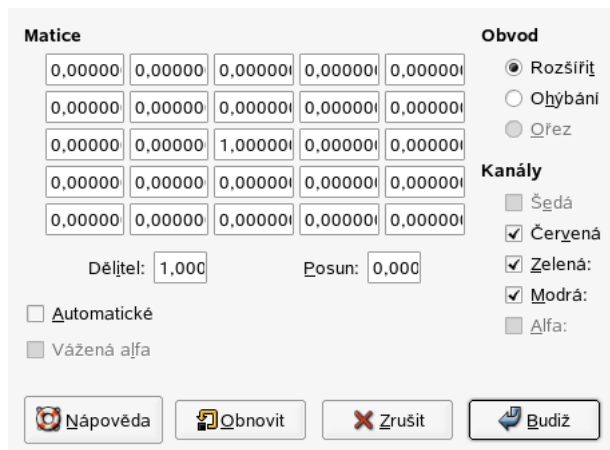 Matice
0,00000 0,00000 0,00000 0,00000 0,00000
0,00000 0,00000 0,00000 0,00000 0,00000
0,00000 0,00000 1,00000 0,00000 0,00000
0,00000 0,00000 0,00000 0,00000 0,00000
0,00000 0,00000 0,00000 0,00000 0,00000
Dělitel: 1,000 Posun: 0,000
Automatické
Vážená alfa
Obvod
Rozšířit
Ohýbání
Ořez
Kanály
Šedá
Červená
Zelená:
Modrá:
Alfa:
Nápověda Obnovit Zrušit Budiž